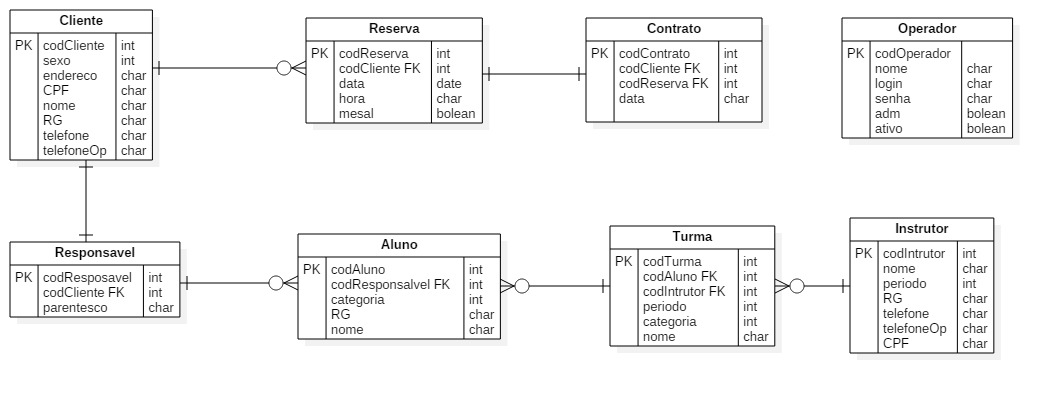 Cliente
PK codCliente int
sexo int
endereco char
CPF char
nome char
RG char
telefone char
telefoneOp char
Reserva
PK codReserva int
codCliente FK int
data date
hora char
mesal bolean
Contrato
PK codContrato int
codCliente FK int
codReserva FK int
data char
Operador
PK codOperador
nome char
login char
senha char
adm bolean
ativo bolean
Responsavel
PK codResposavel int
codCliente FK int
parentesco char
Aluno
PK codAluno int
codResponsalvel FK int
categoria int
RG char
nome char
Turma
PK codTurma int
codAluno FK int
codIntrutor FK int
periodo int
categoria int
nome char
Instrutor
PK codIntrutor int
nome char
periodo int
RG char
telefone char
telefoneOp char
CPF char